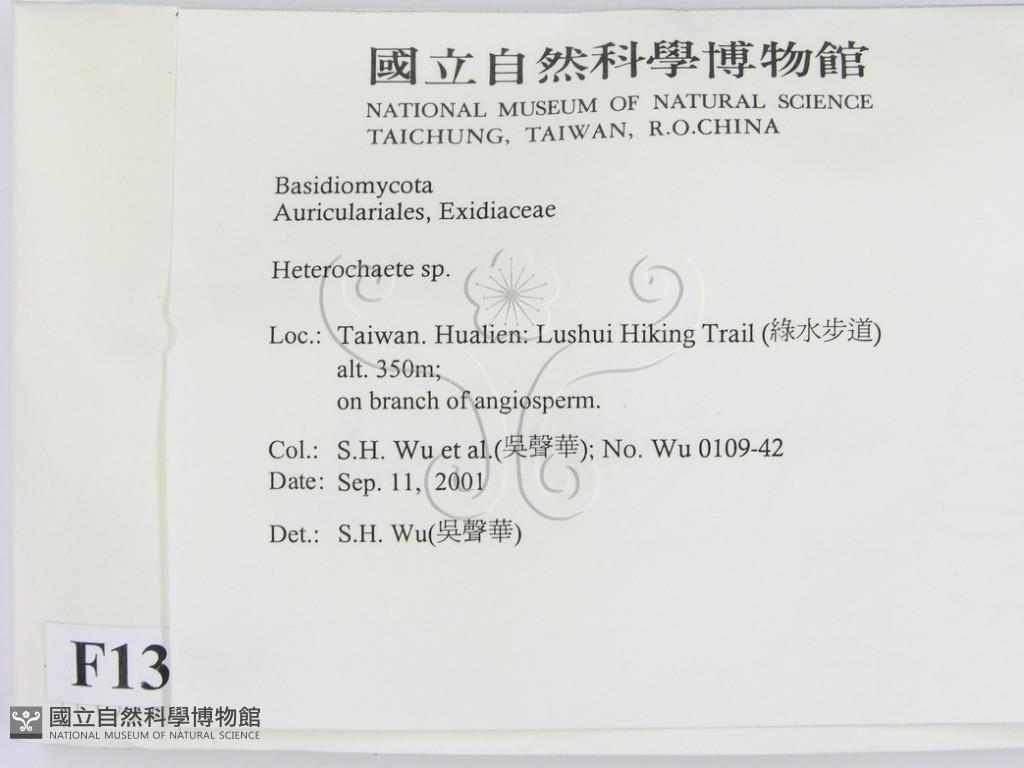 國立自然科學博物館
NATIONAL MUSEUM OF NATURAL SCIENCE
TAICHUNG, TAIWAN, R.O.CHINA
Basidiomycota
Auriculariales, Exidiaceae
Heterochaete sp.
Loc.: Taiwan. Hualien: Lushui Hiking Trail (綠水步道)
alt. 350m;
on branch of angiosperm.
Col.: S.H. Wu et al.(吳聲華); No. Wu 0109-42
Date: Sep. 11, 2001
Det.: S.H. Wu(吳聲華)
F13
國立自然科學博物館
NATIONAL MUSEUM OF NATURAL SCIENCE